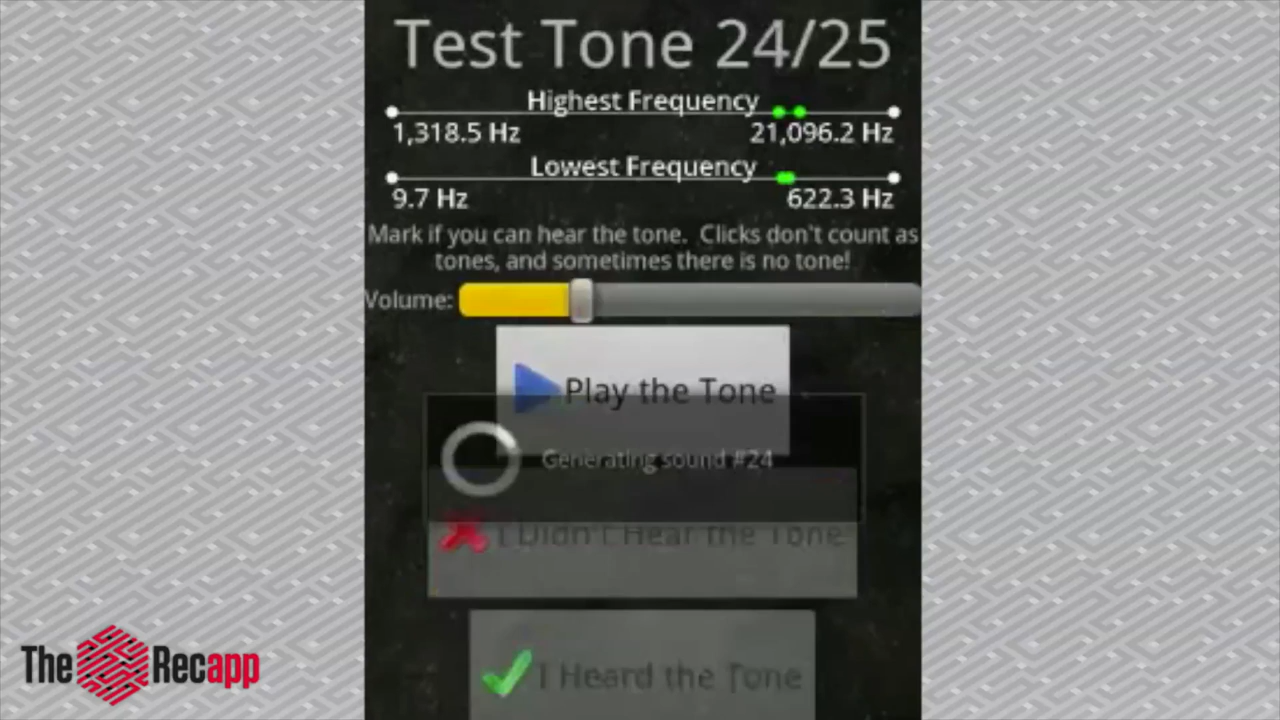 Test Tone 24/25
Highest Frequency
1,318.5 Hz 21,096.2 Hz
Lowest Frequency
9.7 Hz 622.3 Hz
Mark if you can hear the tone. Clicks don't count as
tones, and sometimes there is no tone!
Volume:
Play the Tone
Generating sound #24
I Didn't Hear the Tone
I Heard the Tone
The Recapp